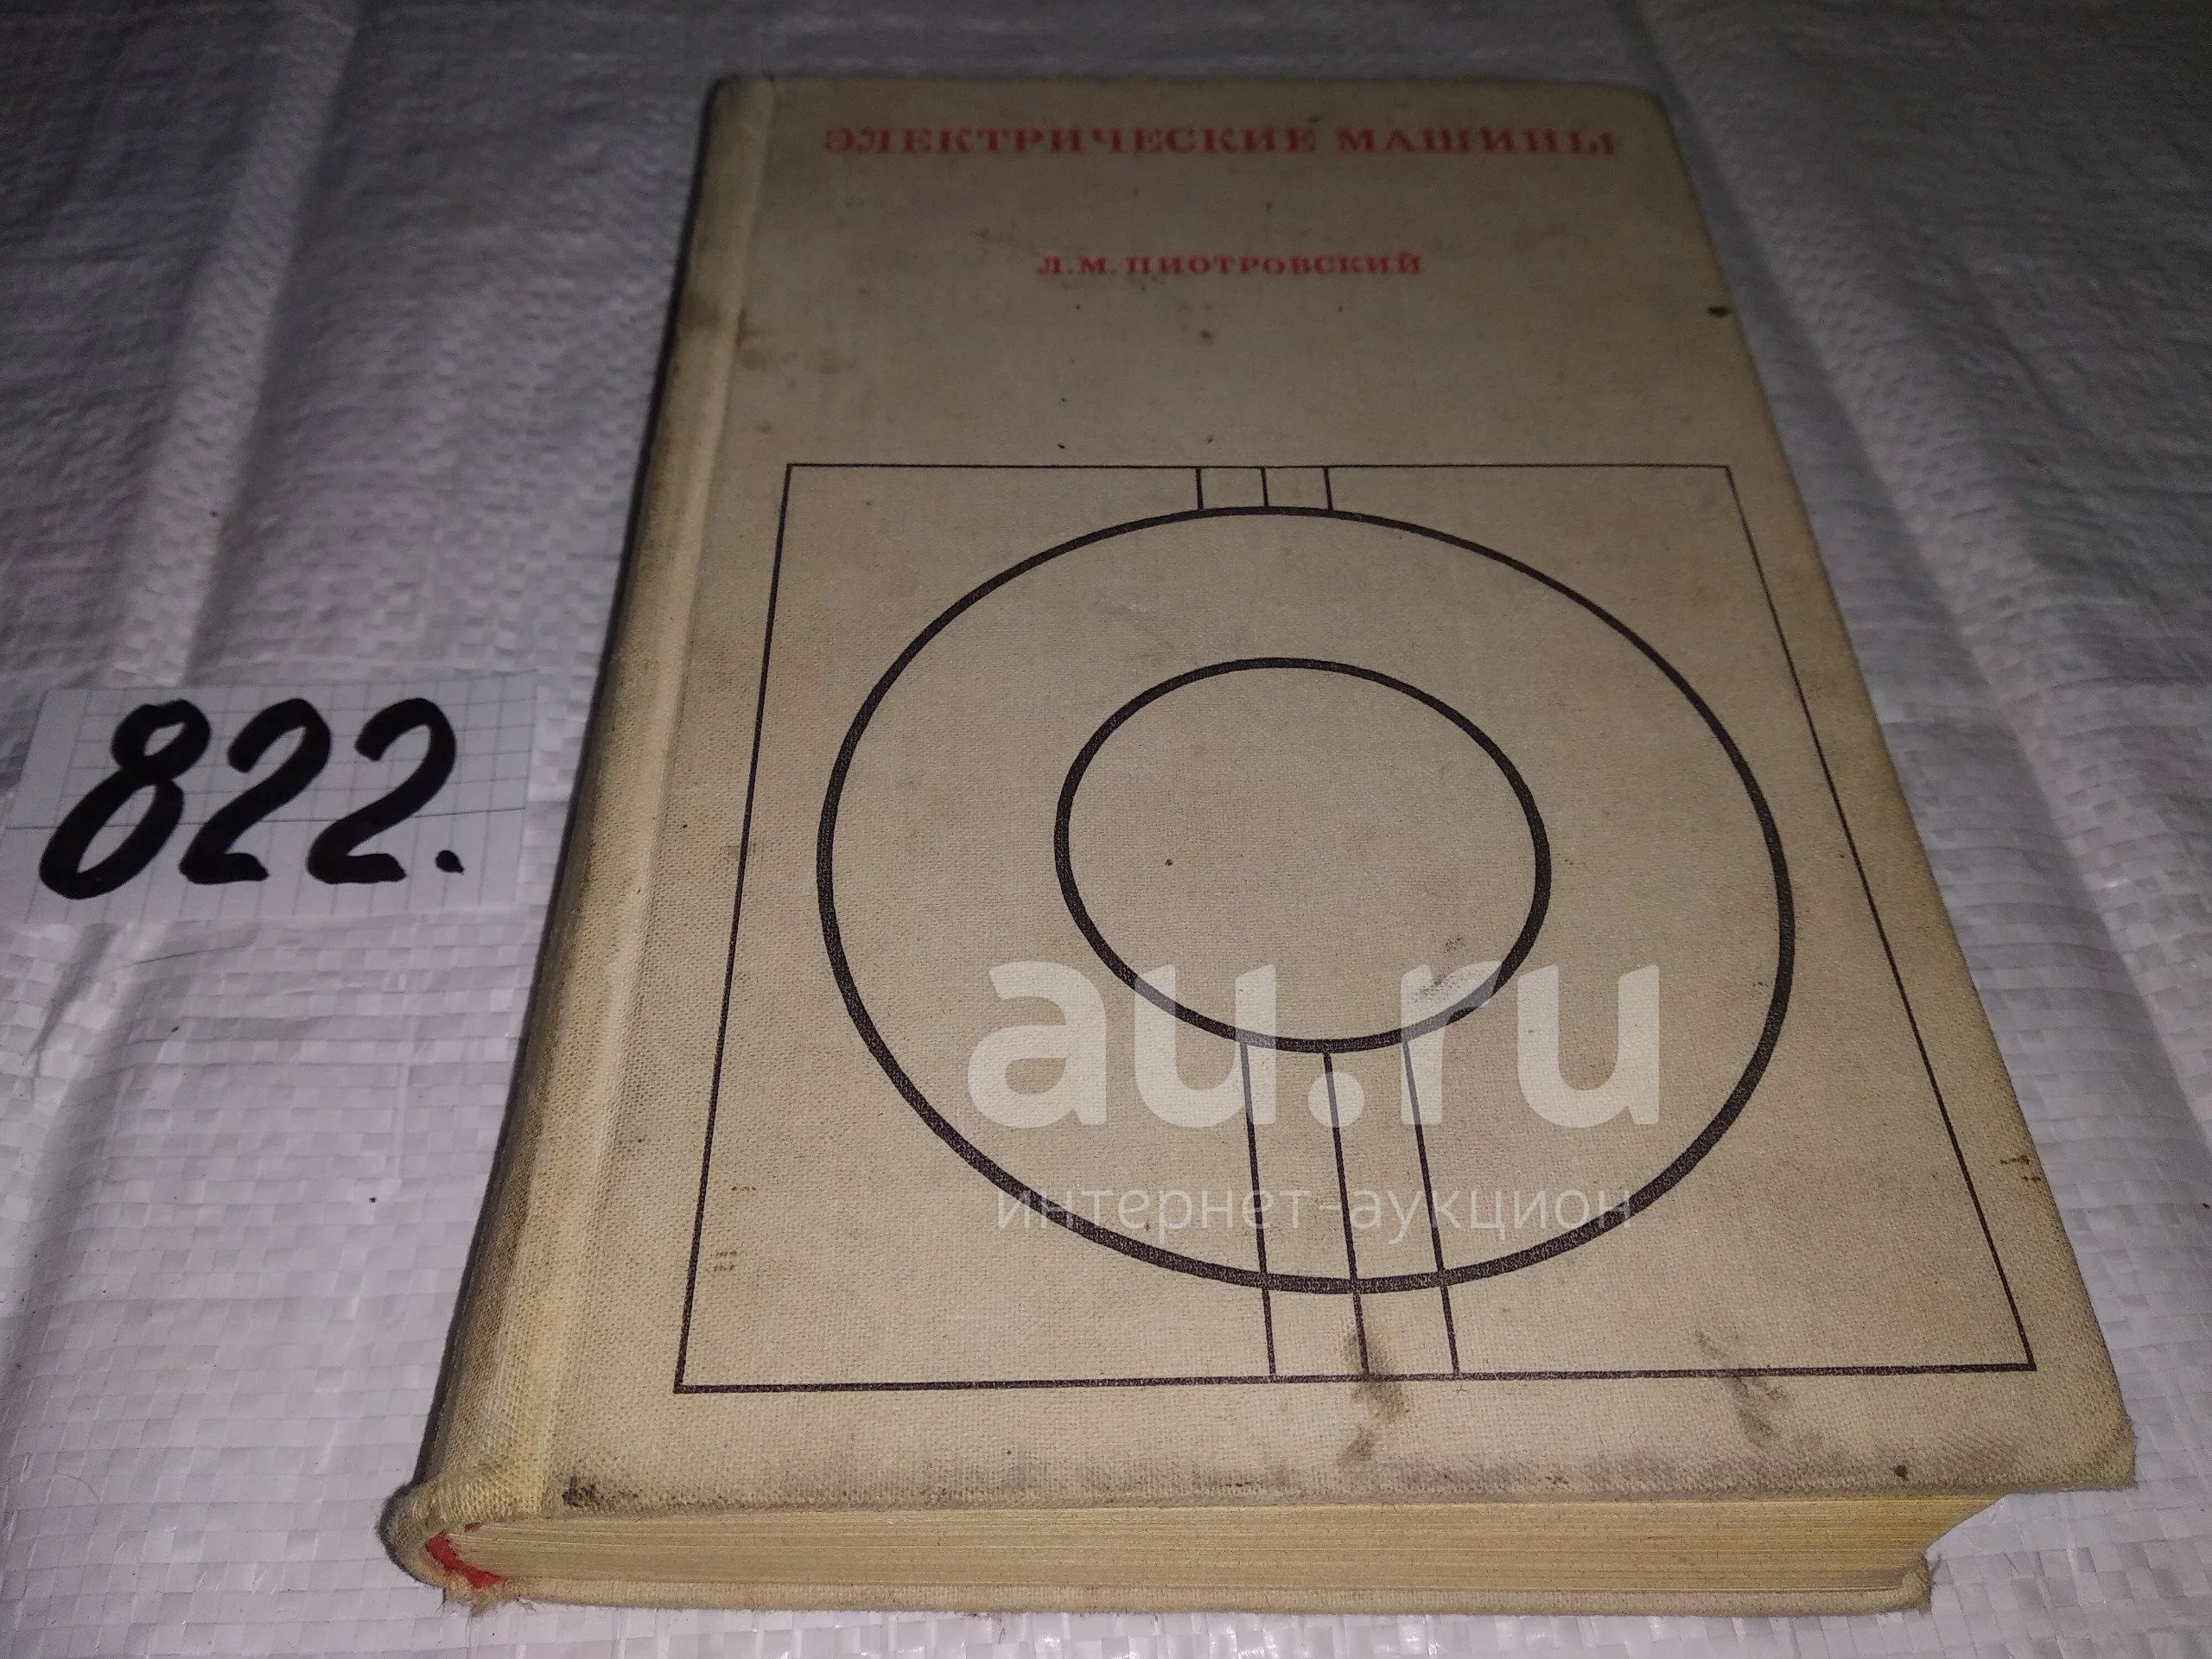 ЭЛЕКТРИЧЕСКИЕ МАШИНЫ
Л.М. ПИОТРОВСКИЙ
822.
au.ru
интернет-аукцион